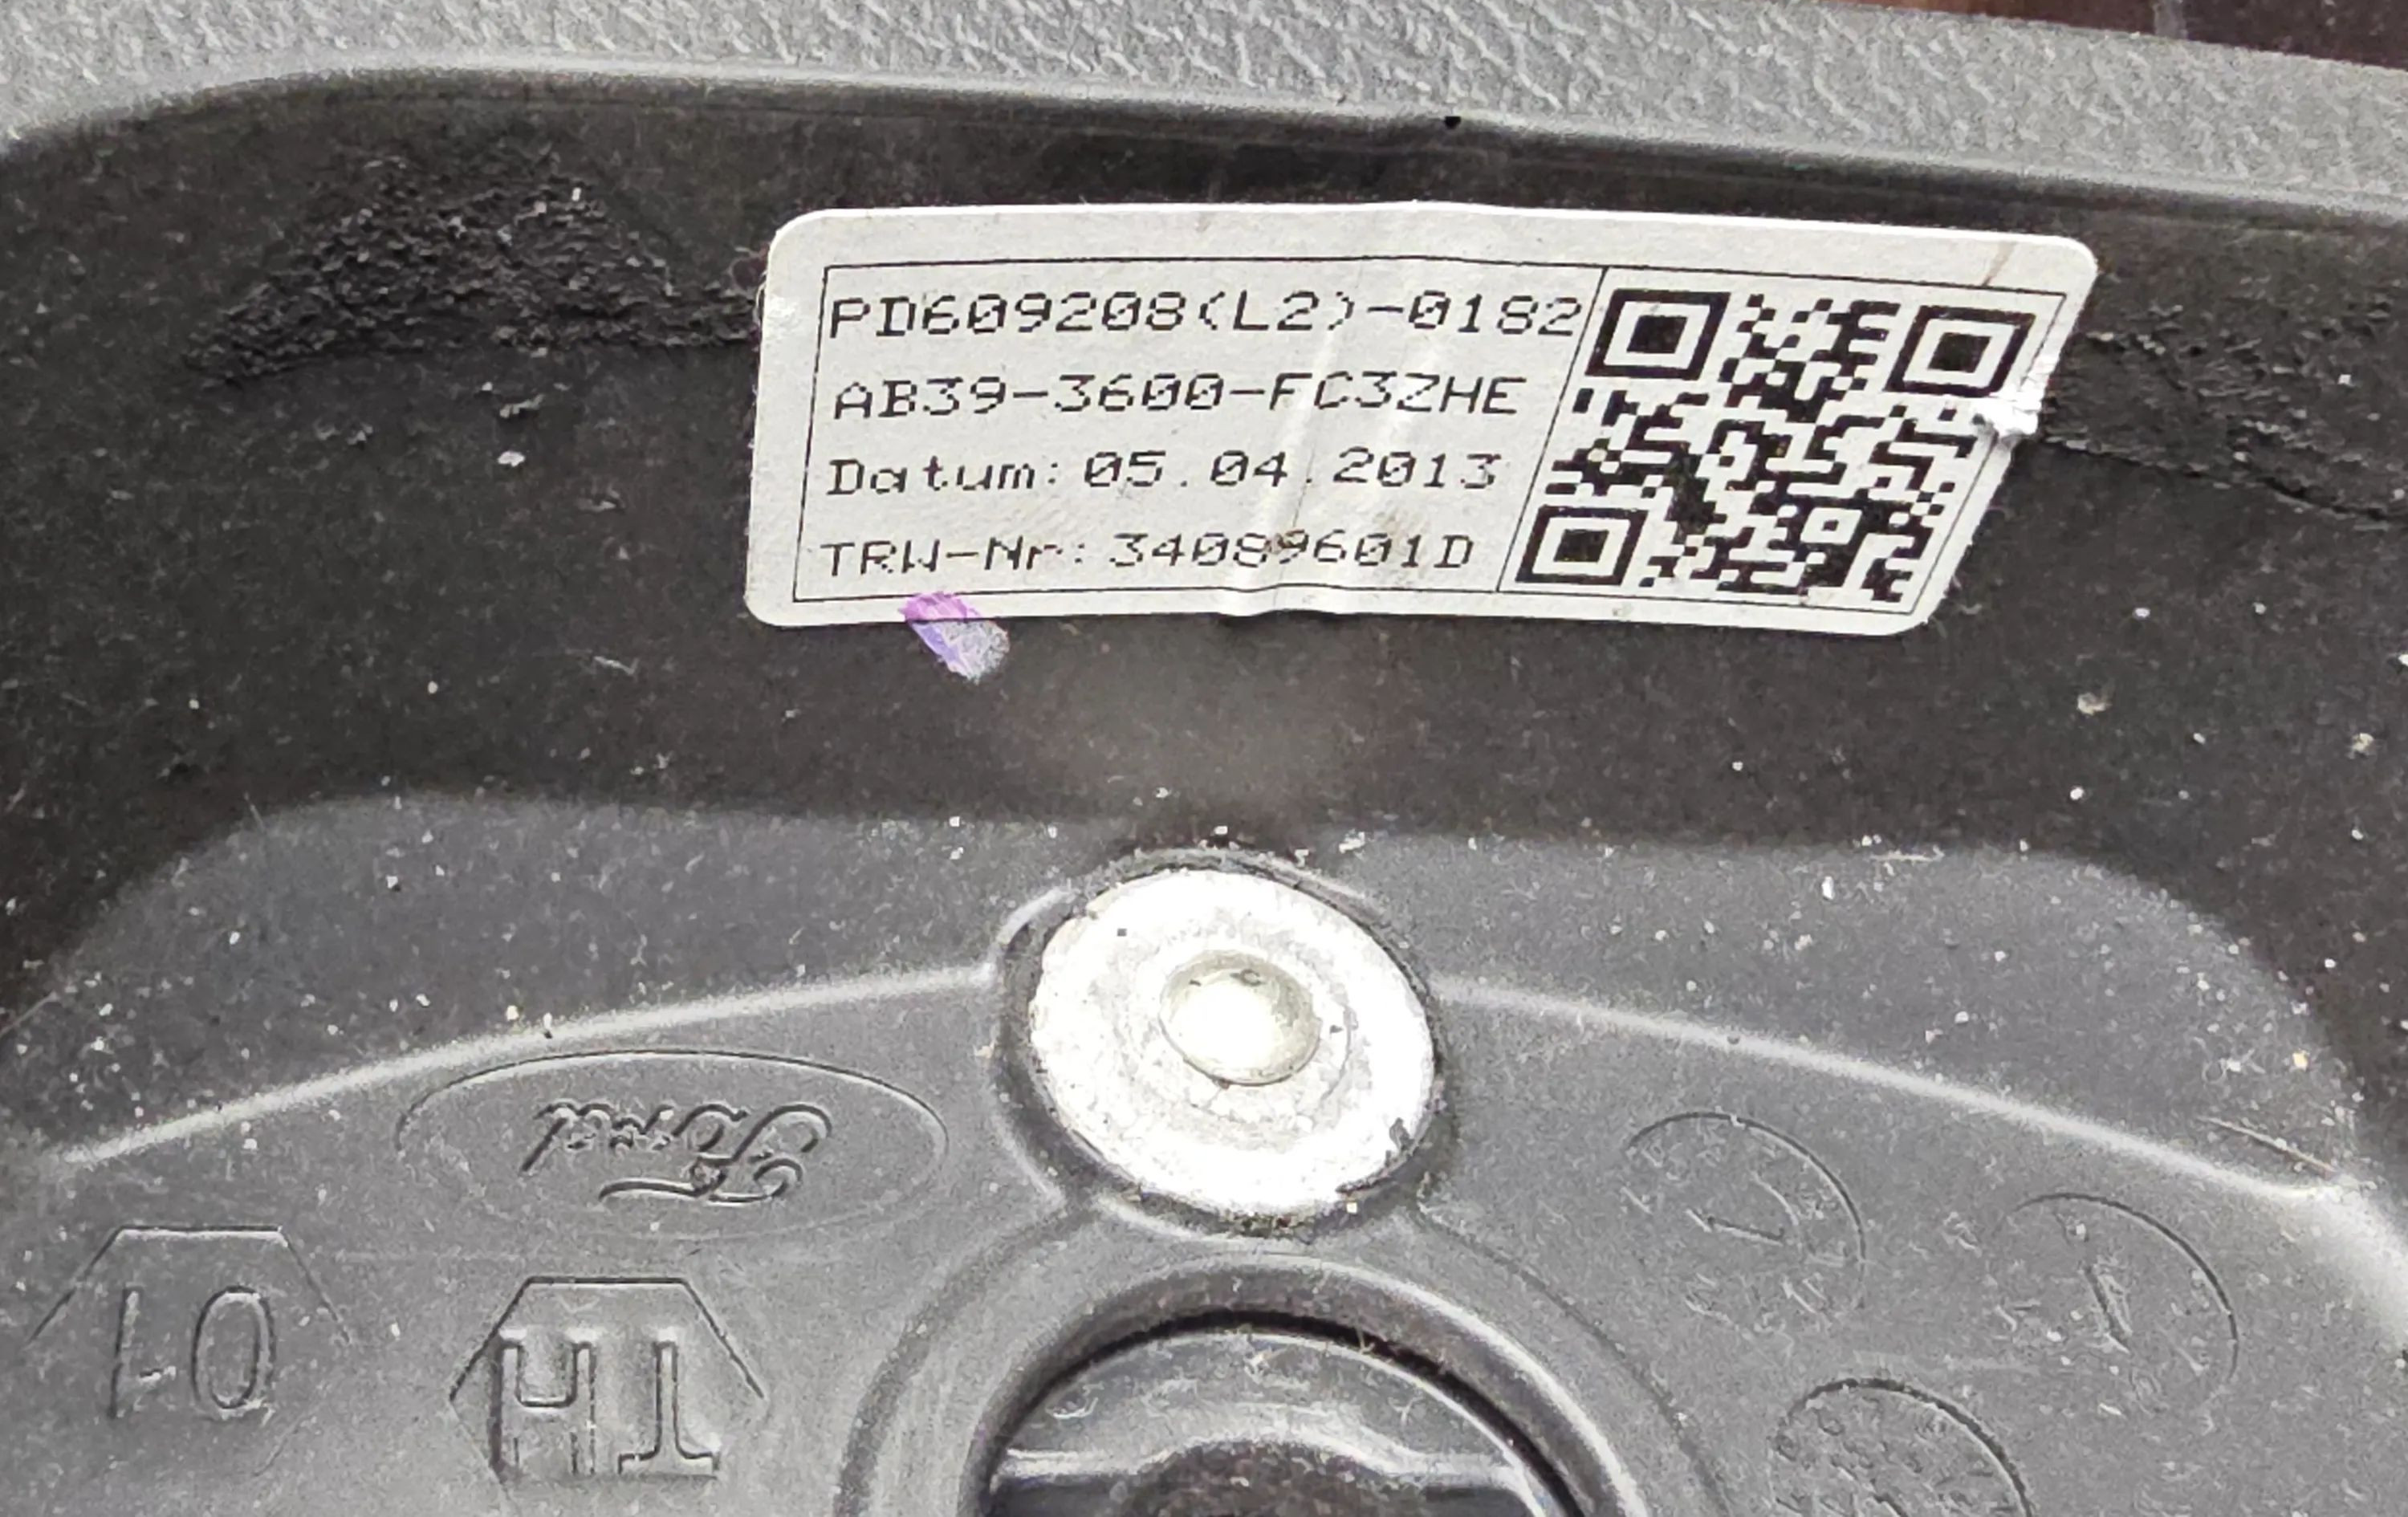 PD609208(L2)-0182
AB39-3600-FC3ZHE
Datum: 05.04.2013
TRW-Nr: 34089601D
Ford
01
TH